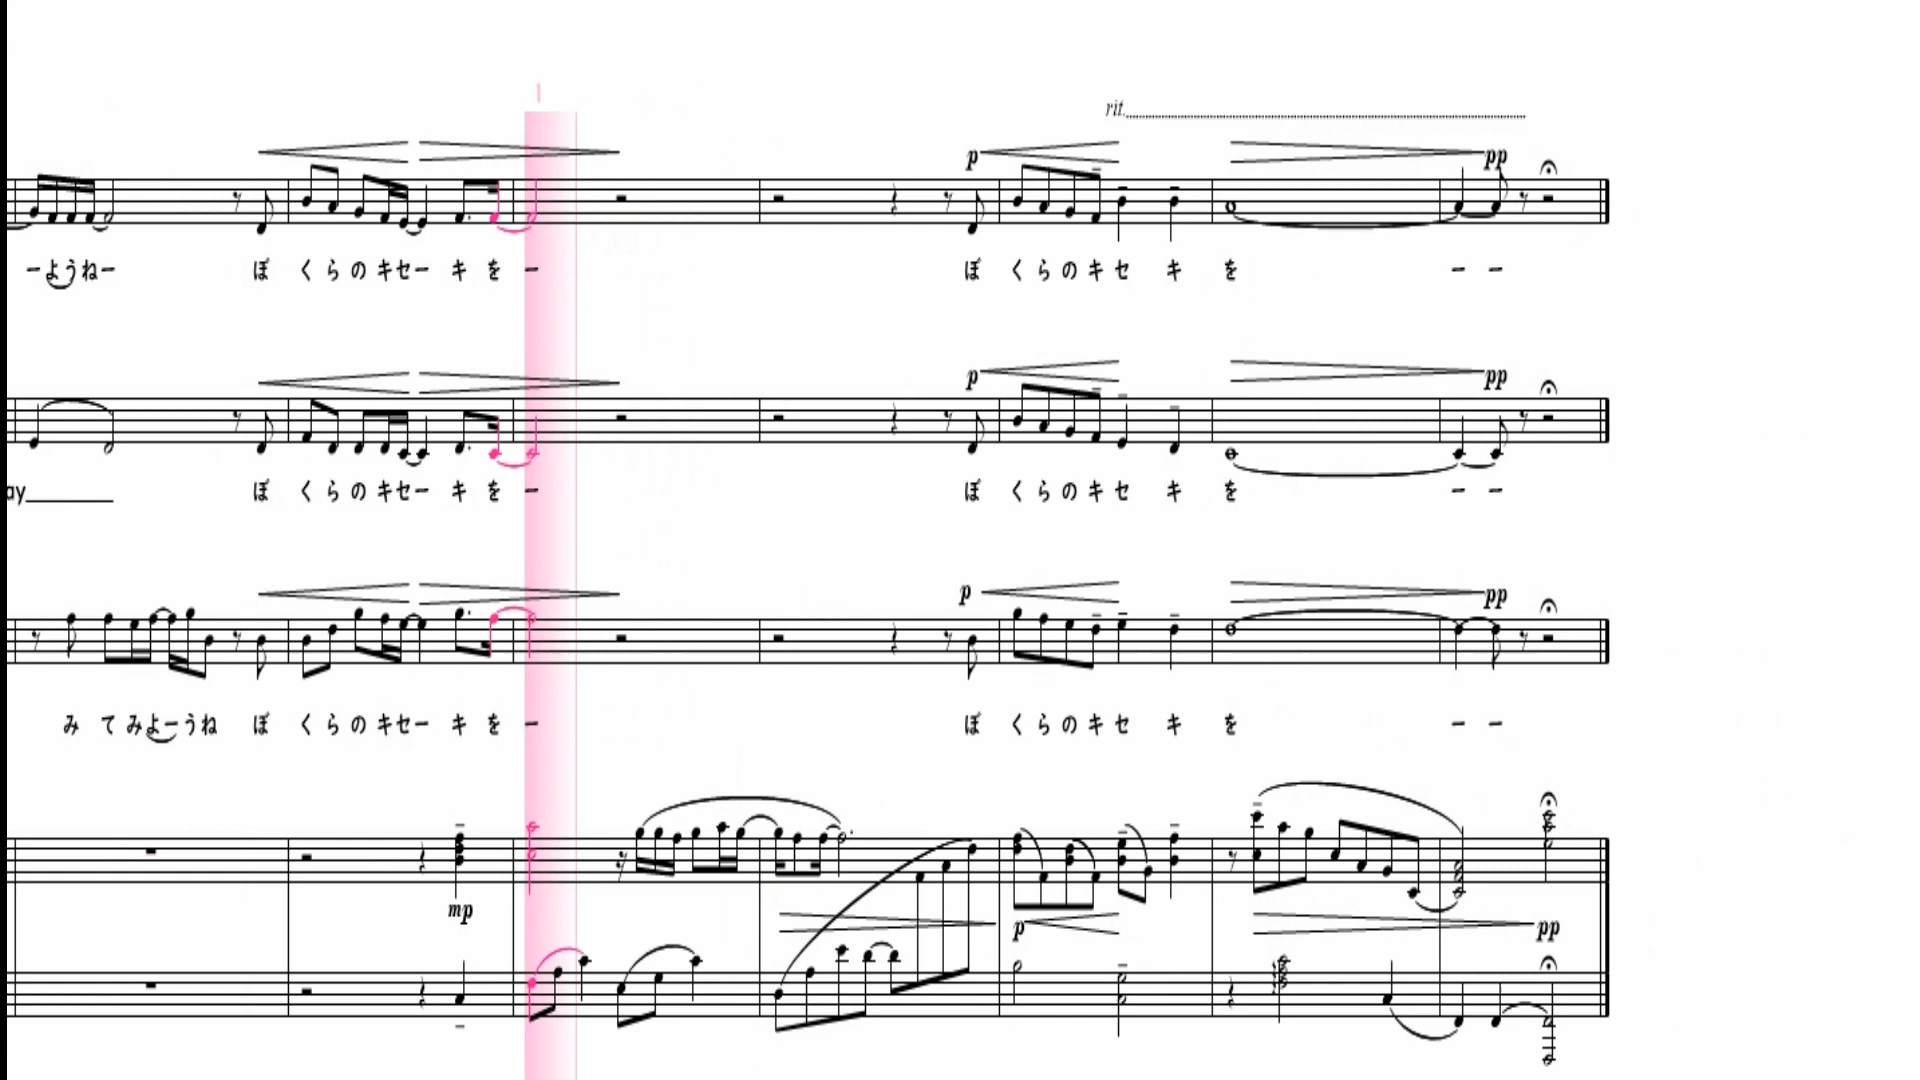 rit.
p pp
ーようねー ぼ くらのキセー キ を ー ぼ くらのキセ キ を ー ー
p pp
ay ぼ くらのキセー キ を ー ぼ くらのキセ キ を ー ー
p pp
み てみよーうね ぼ くらのキセー キ を ー ぼ くらのキセ キ を ー ー
mp p pp